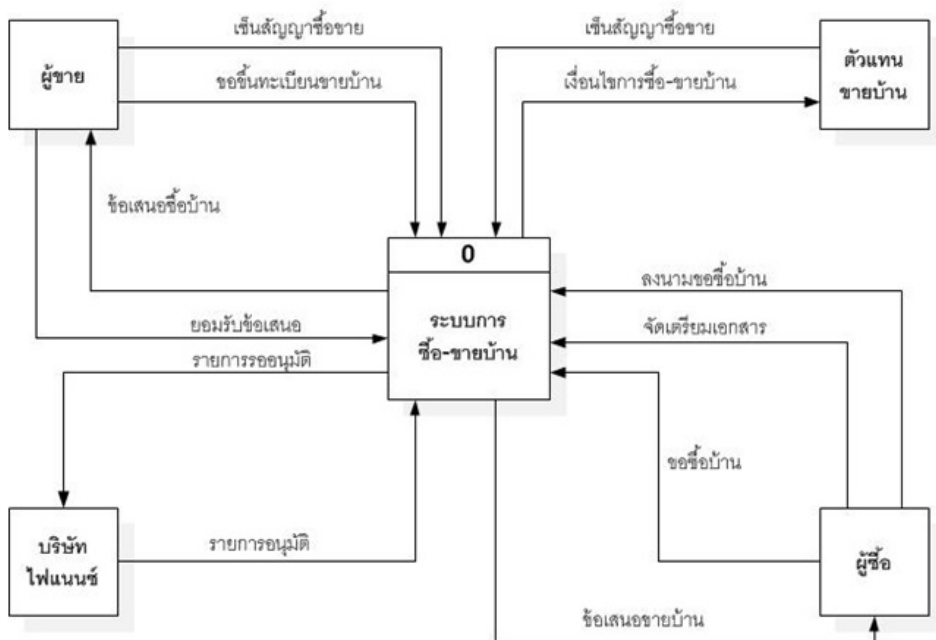 เซ็นสัญญาซื้อขาย
เซ็นสัญญาซื้อขาย
ผู้ขาย
ตัวแทน
ขายบ้าน
ขอขึ้นทะเบียนขายบ้าน
เงื่อนไขการซื้อ-ขายบ้าน
ข้อเสนอซื้อบ้าน
0
ระบบการ
ซื้อ-ขายบ้าน
ลงนามขอซื้อบ้าน
ยอมรับข้อเสนอ
จัดเตรียมเอกสาร
รายการรออนุมัติ
ขอซื้อบ้าน
บริษัท
ไฟแนนซ์
รายการอนุมัติ
ผู้ซื้อ
ข้อเสนอขายบ้าน